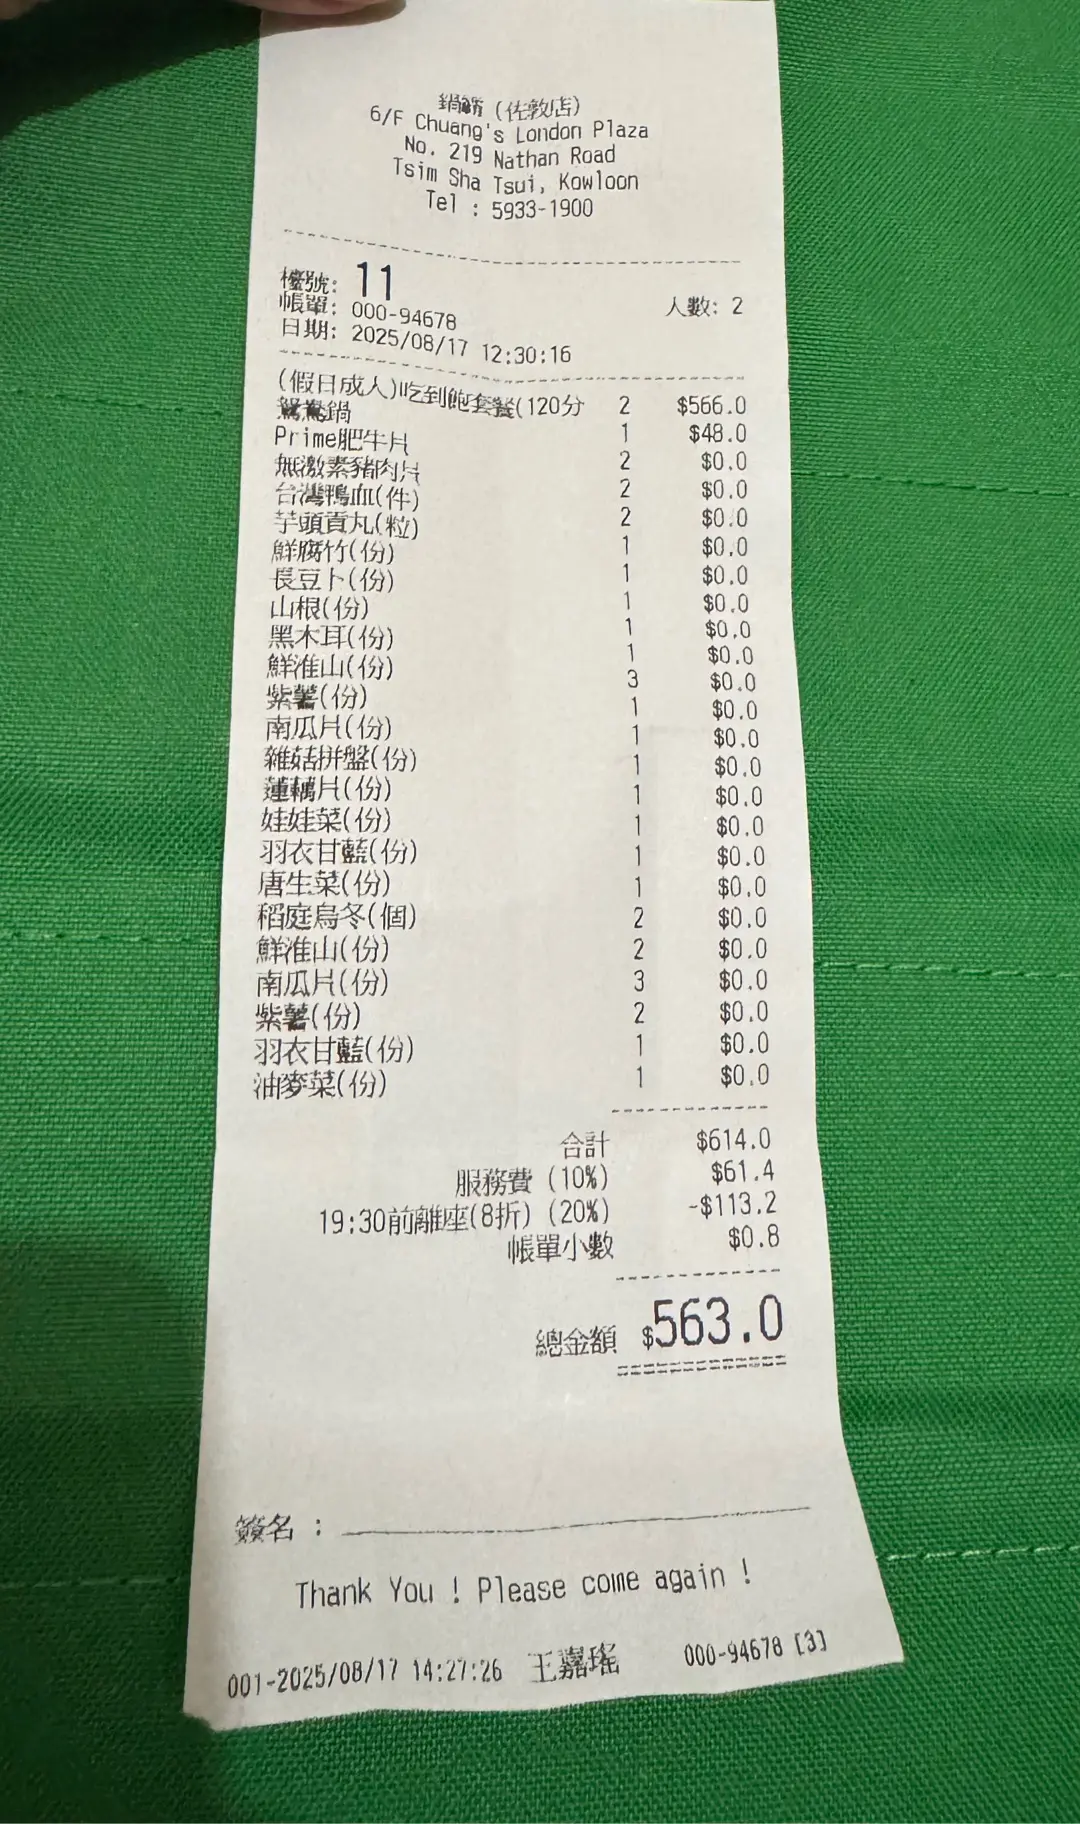 (佐敦店)
6/F Chuang's London Plaza
No. 219 Nathan Road
Tsim Sha Tsui, Kowloon
Tel : 5933-1900
檯號: 11
帳單: 000-94678 人數: 2
日期: 2025/08/17 12:30:16
(假日成人)吃到飽套餐(120分 2 $566.0
鴛鴦鍋 1 $48.0
Prime肥牛片 2 $0.0
無激素豬肉片 2 $0.0
台灣鴨血(件) 2 $0.0
芋頭貢丸(粒) 1 $0.0
鮮腐竹(份) 1 $0.0
長豆卜(份) 1 $0.0
山根(份) 1 $0.0
黑木耳(份) 1 $0.0
鮮淮山(份) 3 $0.0
紫薯(份) 1 $0.0
南瓜片(份) 1 $0.0
雜菇拼盤(份) 1 $0.0
蓮藕片(份) 1 $0.0
娃娃菜(份) 1 $0.0
羽衣甘藍(份) 1 $0.0
唐生菜(份) 1 $0.0
稻庭烏冬(個) 2 $0.0
鮮淮山(份) 2 $0.0
南瓜片(份) 3 $0.0
紫薯(份) 2 $0.0
羽衣甘藍(份) 1 $0.0
油麥菜(份) 1 $0.0
合計 $614.0
服務費 (10%) $61.4
19:30前離座(8折) (20%) -$113.2
帳單小數 $0.8
總金額 $563.0
簽名 :
Thank You ! Please come again !
001-2025/08/17 14:27:26 王嘉瑤 000-94678 [3]